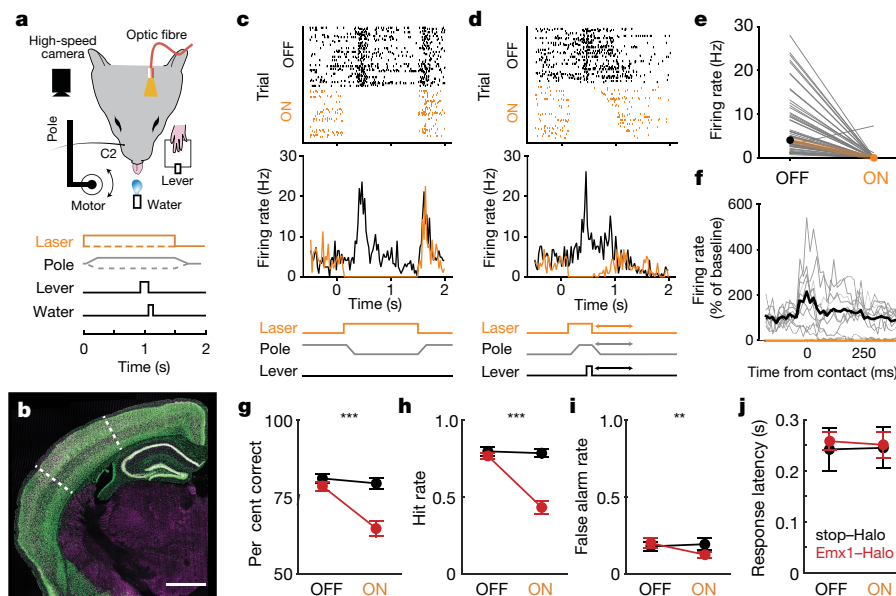 a
High-speed
camera
Optic fibre
Pole
C2
Lever
Motor
Water
Laser
Pole
Lever
Water
0 1 2
Time (s)
b
c
Trial
OFF
ON
Firing rate (Hz)
30
20
10
0
0 1 2
Time (s)
Laser
Pole
Lever
d
Trial
OFF
ON
Firing rate (Hz)
30
20
10
0
0 1 2
Time (s)
Laser
Pole
Lever
e
Firing rate (Hz)
30
20
10
0
OFF ON
f
Firing rate
(% of baseline)
600
400
200
0
0 250
Time from contact (ms)
g
***
Per cent correct
100
75
50
OFF ON
h
***
Hit rate
1.0
0.5
0
OFF ON
i
**
False alarm rate
1.0
0.5
0
OFF ON
j
Response latency (s)
0.3
0.2
0.1
0
stop–Halo
Emx1–Halo
OFF ON